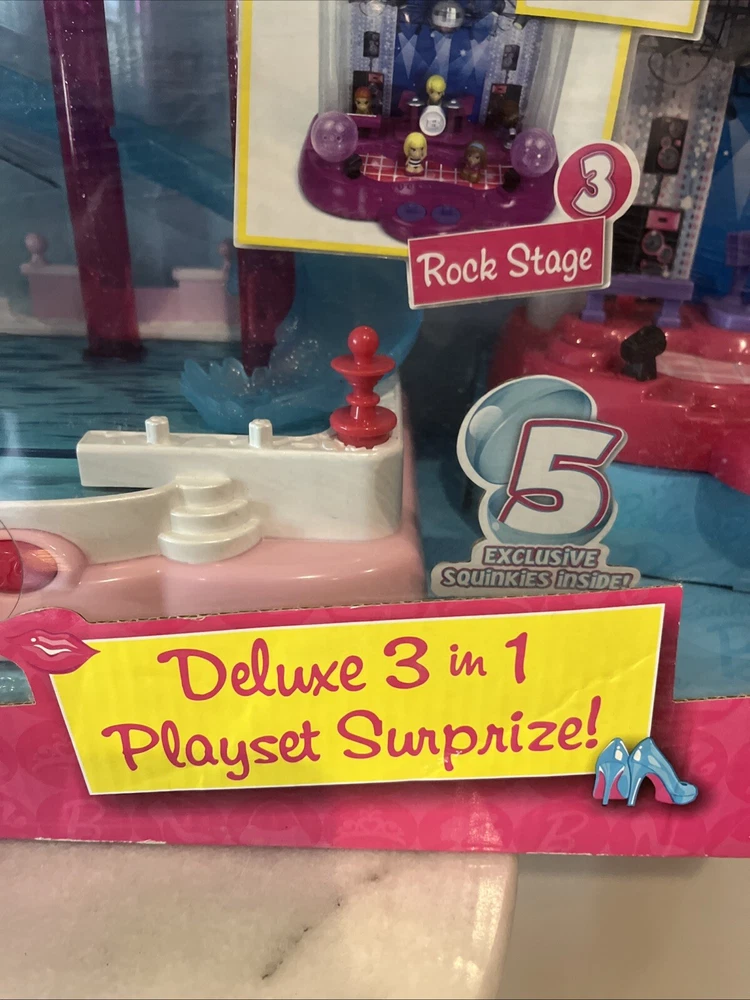 3
Rock Stage
5
EXCLUSIVE
SQUINKIES INSIDE!
Deluxe 3 in 1
Playset Surprize!